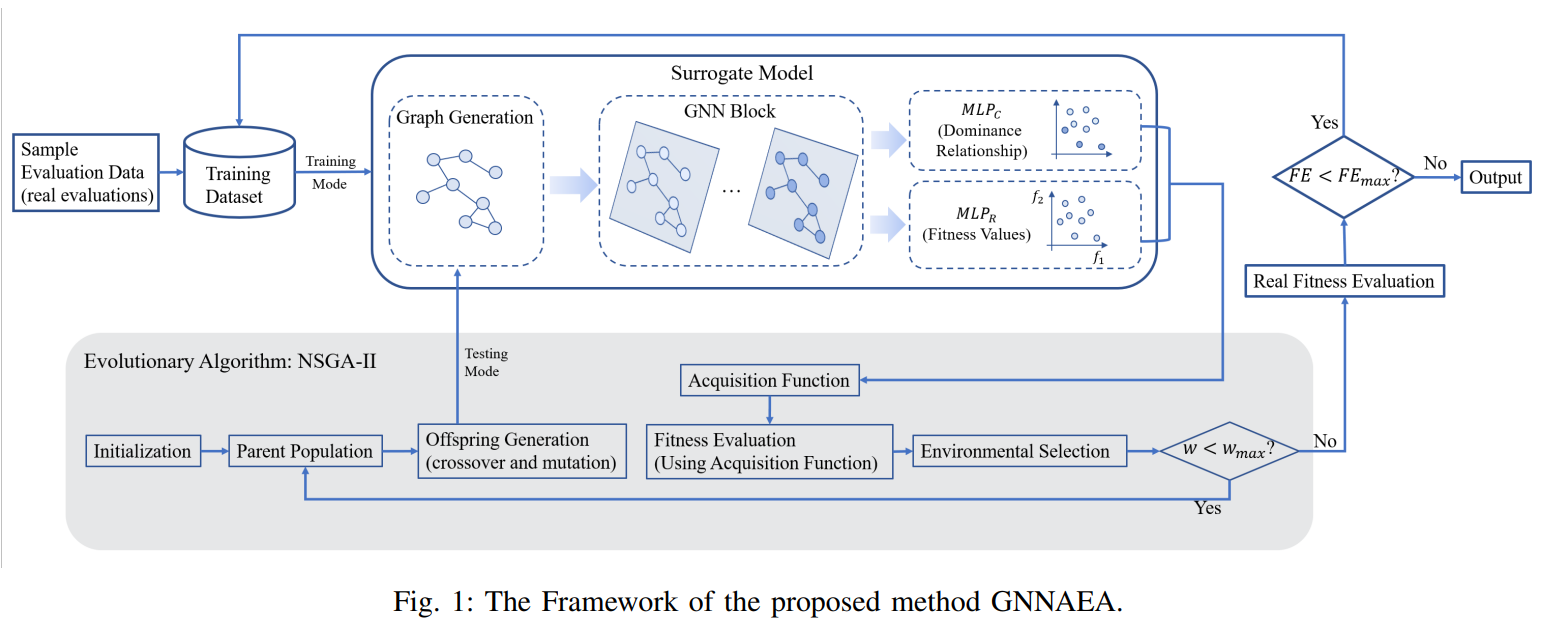 Surrogate Model
Sample
Evaluation Data
(real evaluations)
Training
Dataset
Training
Mode
Graph Generation
GNN Block
...
MLP_C
(Dominance
Relationship)
MLP_R
(Fitness Values)
f_2
f_1
Yes
FE < FE_max?
No
Output
Real Fitness Evaluation
Evolutionary Algorithm: NSGA-II
Testing
Mode
Acquisition Function
Initialization
Parent Population
Offspring Generation
(crossover and mutation)
Fitness Evaluation
(Using Acquisition Function)
Environmental Selection
w < w_max?
No
Yes
Fig. 1: The Framework of the proposed method GNNAEA.